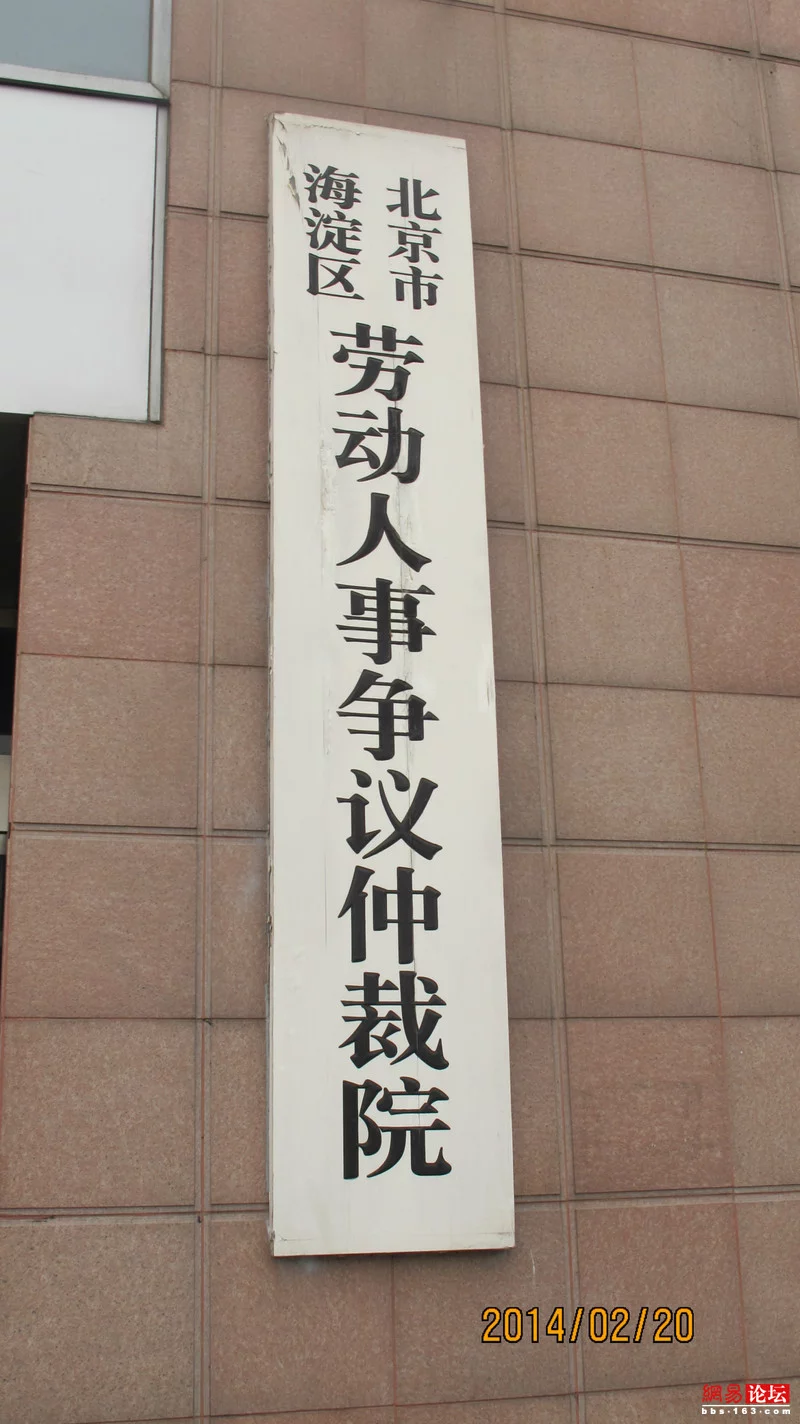 北京市
海淀区
劳动人事争议仲裁院
2014/02/20
網易论坛
bbs.163.com